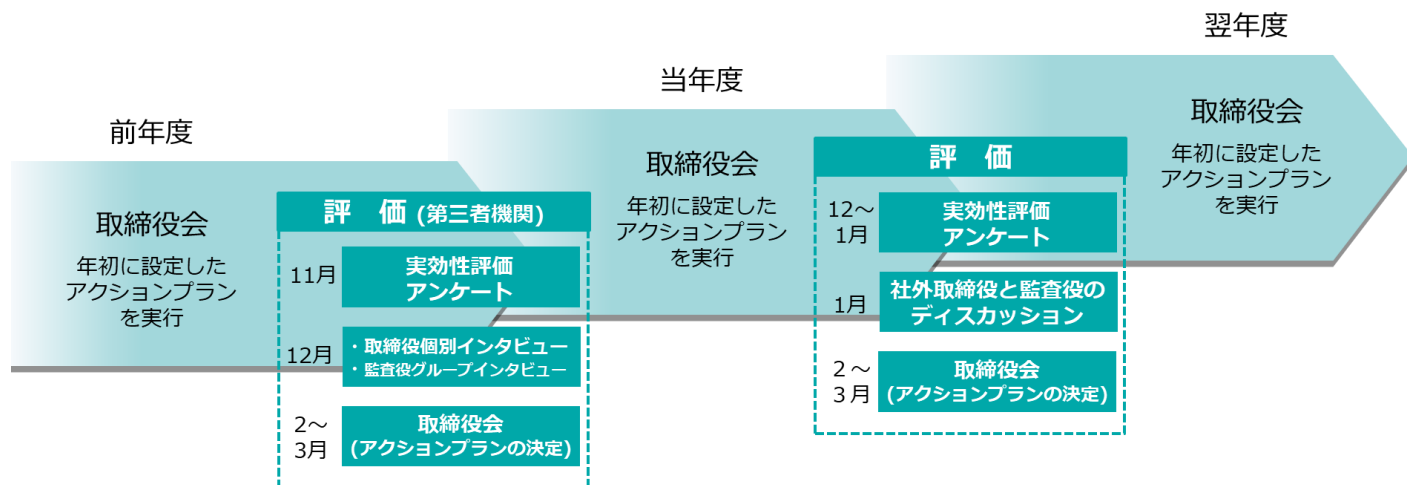 前年度
取締役会
年初に設定した
アクションプラン
を実行
評　価 (第三者機関)
11月
実効性評価
アンケート
12月
・取締役個別インタビュー
・監査役グループインタビュー
2～
3月
取締役会
(アクションプランの決定)
当年度
取締役会
年初に設定した
アクションプラン
を実行
評　価
12～
1月
実効性評価
アンケート
1月
社外取締役と監査役の
ディスカッション
２～
３月
取締役会
(アクションプランの決定)
翌年度
取締役会
年初に設定した
アクションプラン
を実行